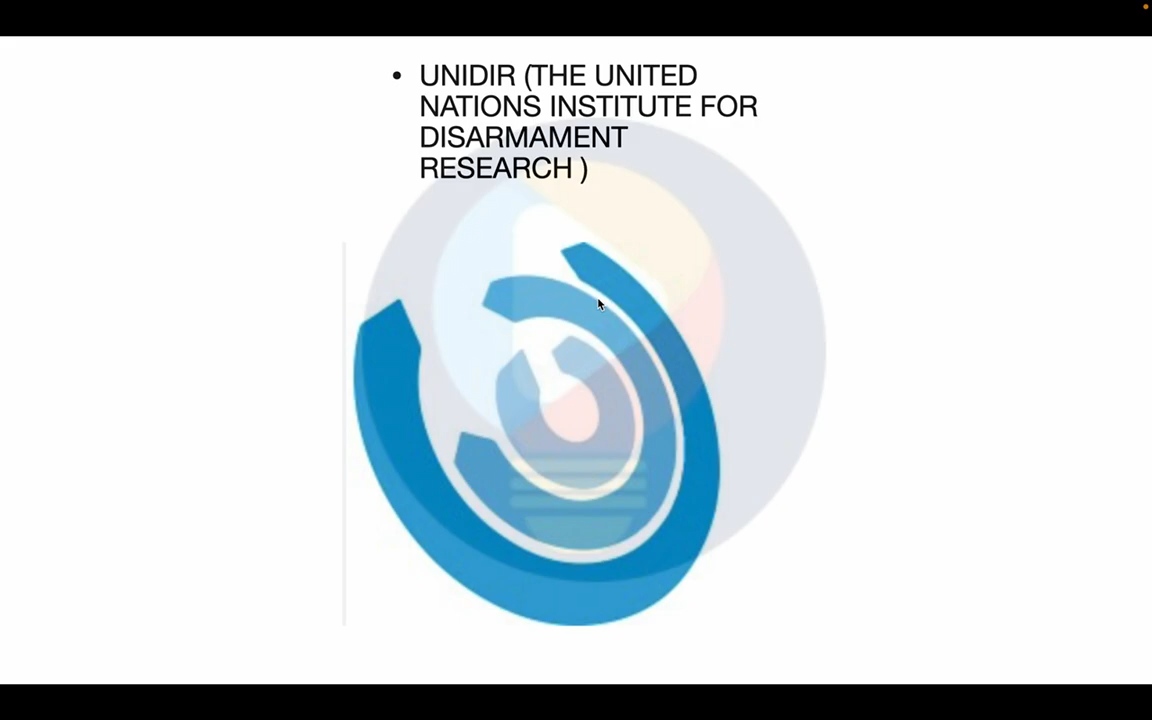 • UNIDIR (THE UNITED
NATIONS INSTITUTE FOR
DISARMAMENT
RESEARCH )